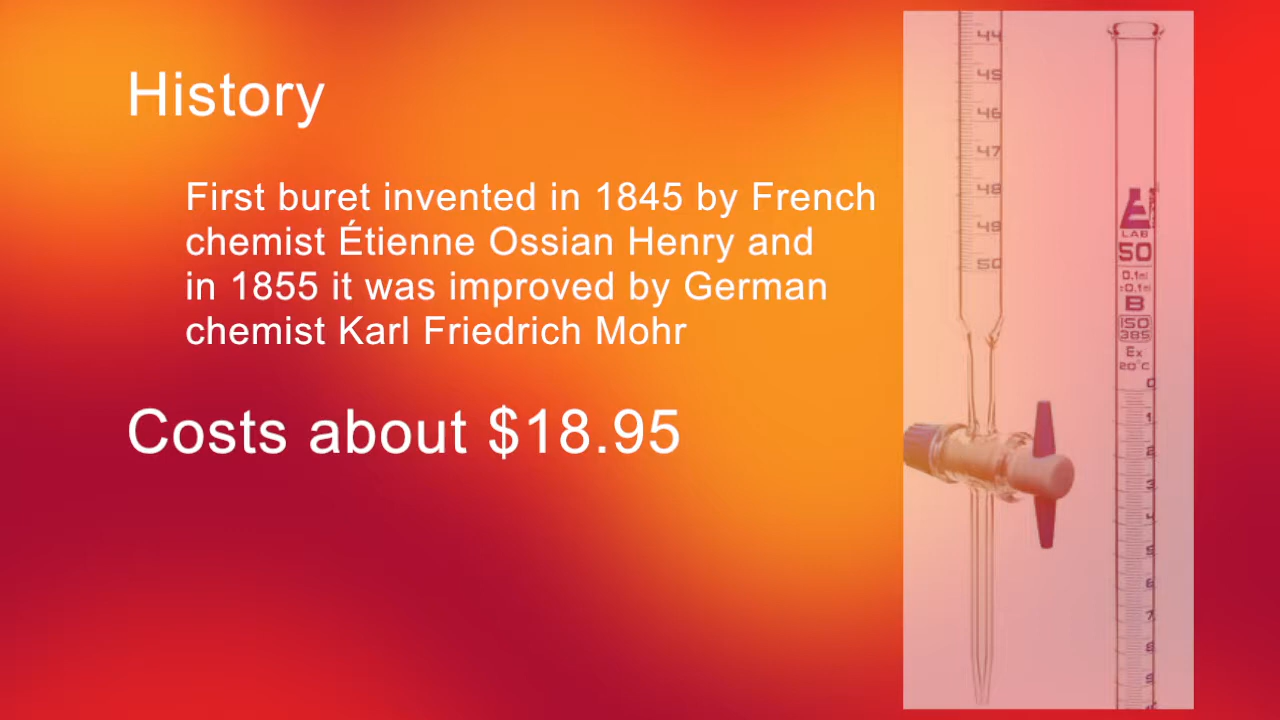 History
First buret invented in 1845 by French
chemist Étienne Ossian Henry and
in 1855 it was improved by German
chemist Karl Friedrich Mohr
Costs about $18.95
44
45
46
47
48
49
50
LAB
50
0.1ml
±0.1ml
B
ISO
385
Ex
20°C
0
1
2
3
4
5
6
7
8
9